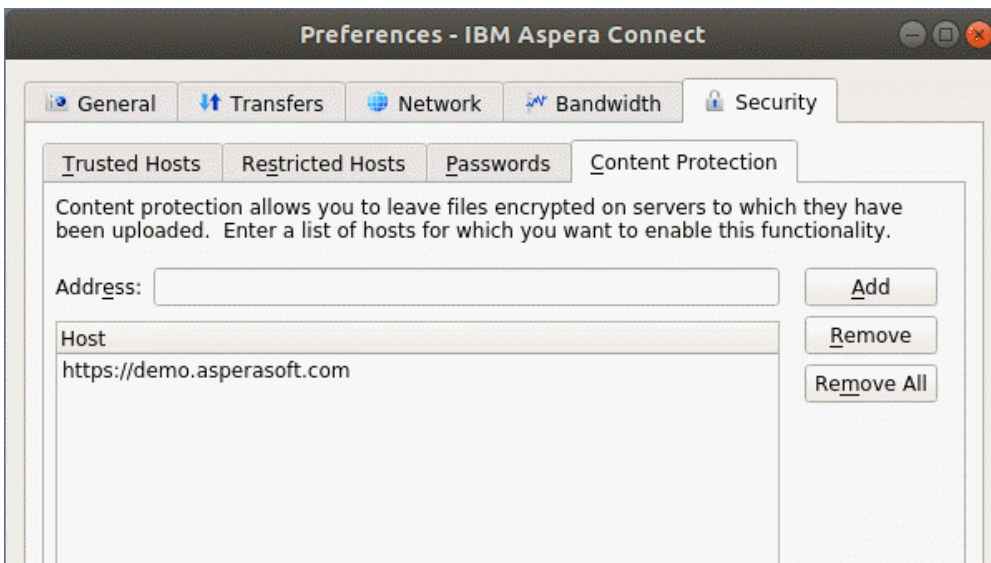 Preferences - IBM Aspera Connect
General Transfers Network Bandwidth Security
Trusted Hosts Restricted Hosts Passwords Content Protection
Content protection allows you to leave files encrypted on servers to which they have
been uploaded.  Enter a list of hosts for which you want to enable this functionality.
Address: Add
Host Remove
https://demo.asperasoft.com
Remove All